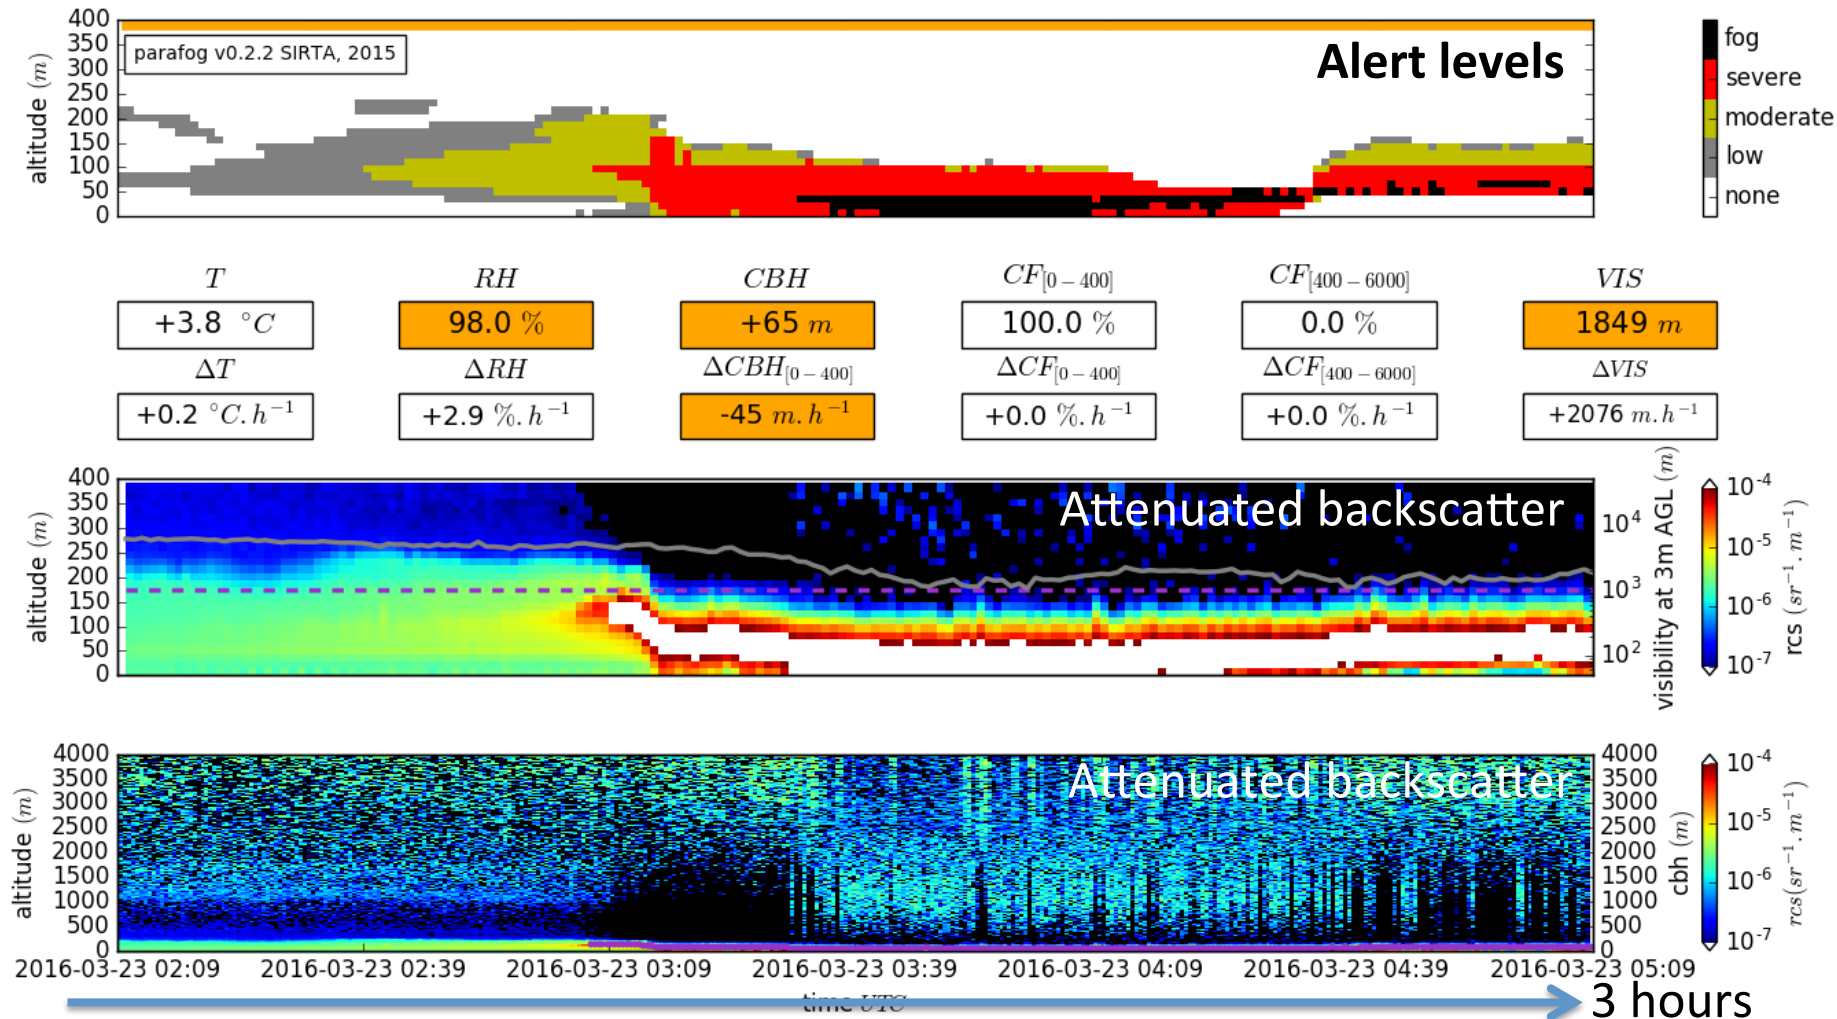 400
350
300
250
200
150
100
50
0
altitude (m)
parafog v0.2.2 SIRTA, 2015
Alert levels
fog
severe
moderate
low
none
T RH CBH CF[0-400] CF[400-6000] VIS
+3.8 °C 98.0 % +65 m 100.0 % 0.0 % 1849 m
ΔT ΔRH ΔCBH[0-400] ΔCF[0-400] ΔCF[400-6000] ΔVIS
+0.2 °C.h⁻¹ +2.9 %.h⁻¹ -45 m.h⁻¹ +0.0 %.h⁻¹ +0.0 %.h⁻¹ +2076 m.h⁻¹
400
350
300
250
200
150
100
50
0
altitude (m)
Attenuated backscatter
10⁴
10³
10²
visibility at 3m AGL (m)
10⁻⁴
10⁻⁵
10⁻⁶
10⁻⁷
rcs (sr⁻¹.m⁻¹)
4000
3500
3000
2500
2000
1500
1000
500
0
altitude (m)
Attenuated backscatter
4000
3500
3000
2500
2000
1500
1000
500
0
cbh (m)
10⁻⁴
10⁻⁵
10⁻⁶
10⁻⁷
rcs(sr⁻¹.m⁻¹)
2016-03-23 02:09 2016-03-23 02:39 2016-03-23 03:09 2016-03-23 03:39 2016-03-23 04:09 2016-03-23 04:39 2016-03-23 05:09
time UTC
3 hours